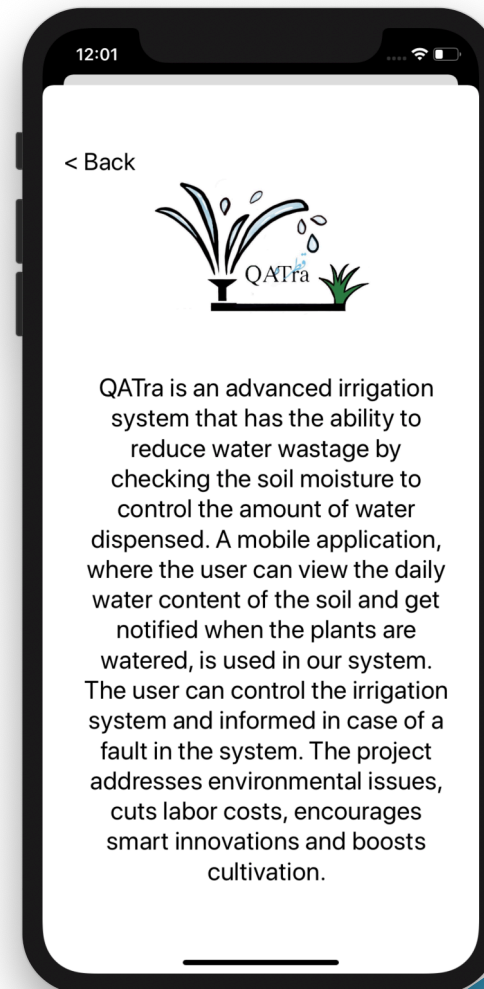 12:01
< Back
QATra
قطرة
QATra is an advanced irrigation
system that has the ability to
reduce water wastage by
checking the soil moisture to
control the amount of water
dispensed. A mobile application,
where the user can view the daily
water content of the soil and get
notified when the plants are
watered, is used in our system.
The user can control the irrigation
system and informed in case of a
fault in the system. The project
addresses environmental issues,
cuts labor costs, encourages
smart innovations and boosts
cultivation.